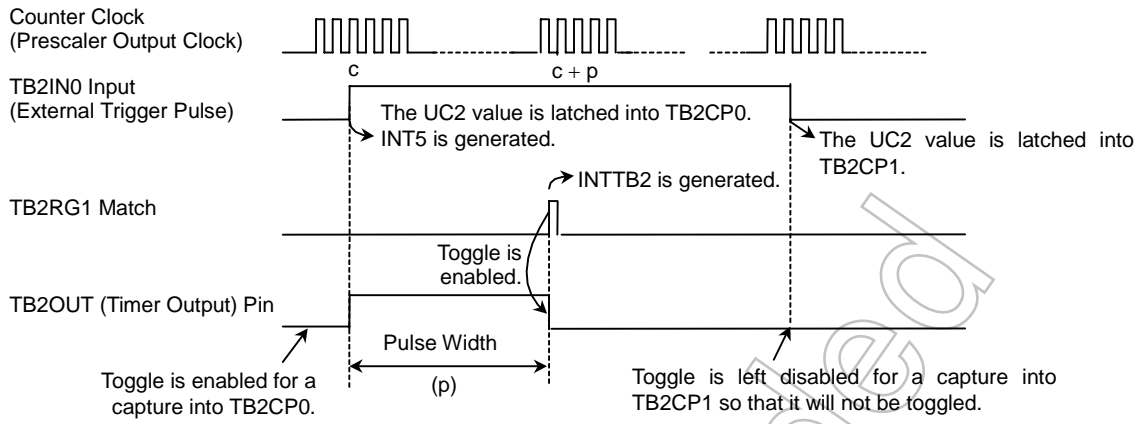 Counter Clock
(Prescaler Output Clock)
c
c + p
TB2IN0 Input
(External Trigger Pulse)
The UC2 value is latched into TB2CP0.
INT5 is generated.
The UC2 value is latched into
TB2CP1.
INTTB2 is generated.
TB2RG1 Match
Toggle is
enabled.
TB2OUT (Timer Output) Pin
Pulse Width
(p)
Toggle is enabled for a
capture into TB2CP0.
Toggle is left disabled for a capture into
TB2CP1 so that it will not be toggled.